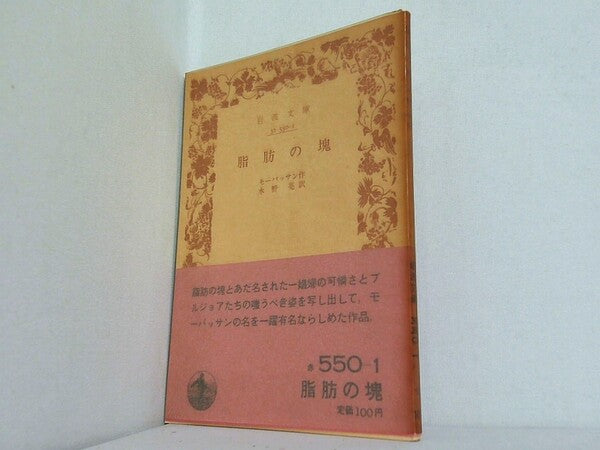 岩波文庫
脂肪の塊
モーパッサン作
水野亮訳
脂肪の塊とあだ名された一娼婦の可憐さとブ
ルジョアたちの嗤うべき姿を写し出して，モ
ーパッサンの名を一躍有名ならしめた作品．
赤 550-1
脂肪の塊
定価100円